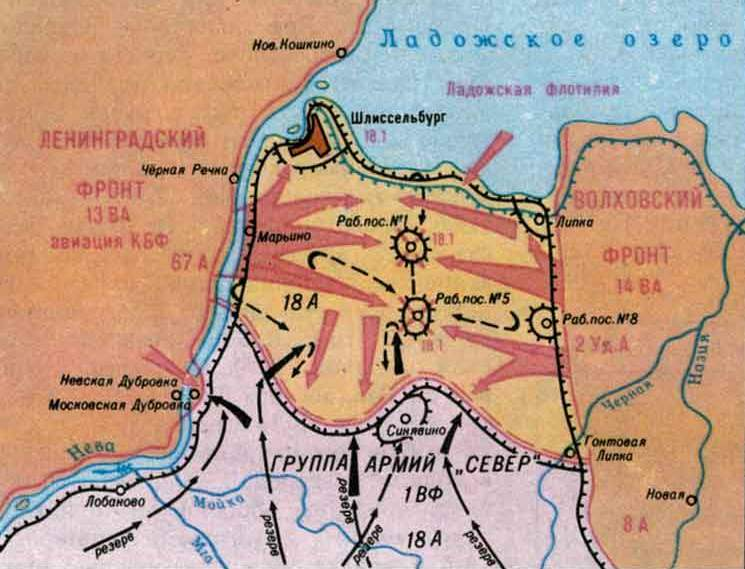 Нов. Кошкино
Ладожское озеро
Ладожская флотилия
Шлиссельбург
18.1
ЛЕНИНГРАДСКИЙ
ФРОНТ
13 ВА
авиация КБФ
67 А
Чёрная Речка
ВОЛХОВСКИЙ
ФРОНТ
14 ВА
Липка
Раб.пос.№1
18.1
Марьино
18 А
Раб.пос.№5
18.1
Раб.пос.№8
2 Уд.А
Назия
Черная
Невская Дубровка
Московская Дубровка
Синявино
Гонтовая
Липка
Нева
ГРУППА АРМИЙ „СЕВЕР“
1 ВФ
18 А
Лобаново
Мойка
Мга
резерв
резерв
резерв
резерв
резерв
Новая
8 А